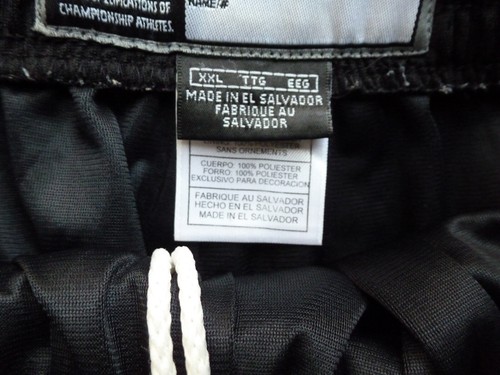 CHAMPIONSHIP ATHLETES.
NAME/#
XXL TTG EEG
MADE IN EL SALVADOR
FABRIQUE AU
SALVADOR
SANS ORNEMENTS
CUERPO: 100% POLIESTER
FORRO: 100% POLIESTER
EXCLUSIVO PARA DECORACION
FABRIQUE AU SALVADOR
HECHO EN EL SALVADOR
MADE IN EL SALVADOR